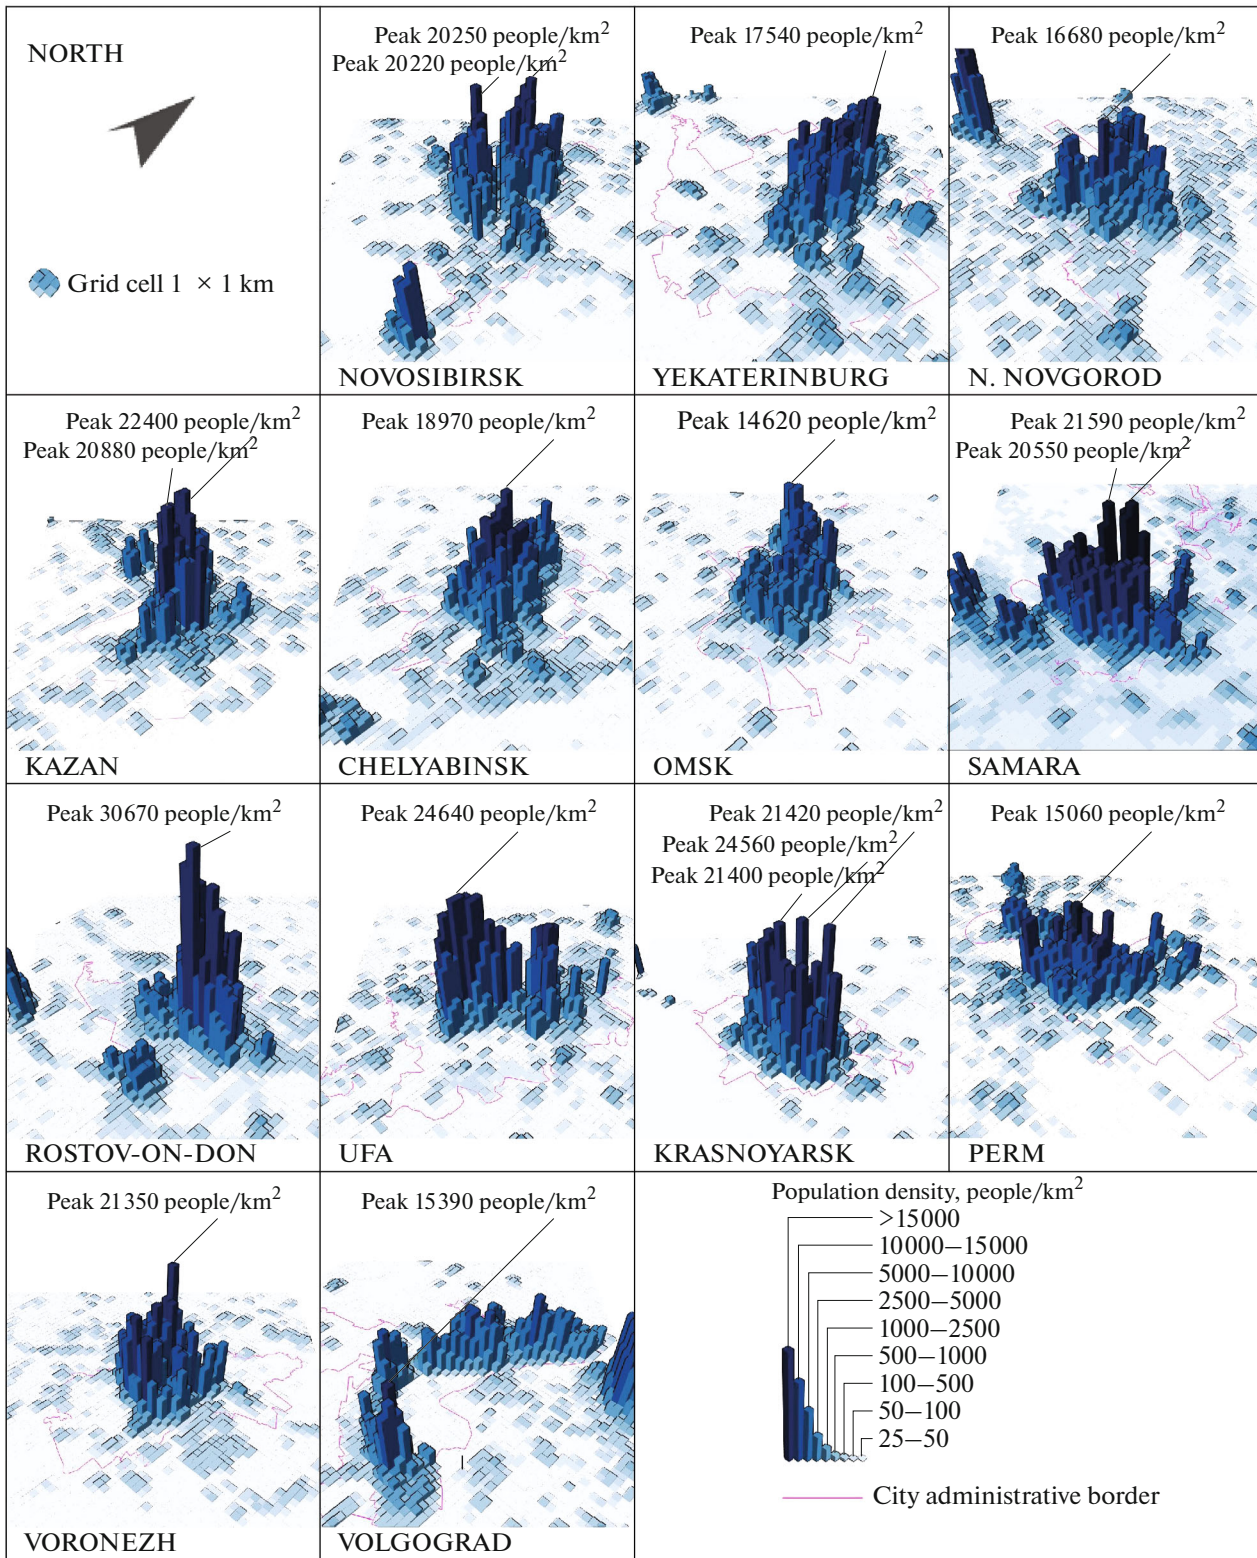 NORTH
Grid cell 1 × 1 km
Peak 20250 people/km²
Peak 20220 people/km²
NOVOSIBIRSK
Peak 17540 people/km²
YEKATERINBURG
Peak 16680 people/km²
N. NOVGOROD
Peak 22400 people/km²
Peak 20880 people/km²
KAZAN
Peak 18970 people/km²
CHELYABINSK
Peak 14620 people/km²
OMSK
Peak 21590 people/km²
Peak 20550 people/km²
SAMARA
Peak 30670 people/km²
ROSTOV-ON-DON
Peak 24640 people/km²
UFA
Peak 21420 people/km²
Peak 24560 people/km²
Peak 21400 people/km²
KRASNOYARSK
Peak 15060 people/km²
PERM
Peak 21350 people/km²
VORONEZH
Peak 15390 people/km²
VOLGOGRAD
Population density, people/km²
>15000
10000–15000
5000–10000
2500–5000
1000–2500
500–1000
100–500
50–100
25–50
City administrative border